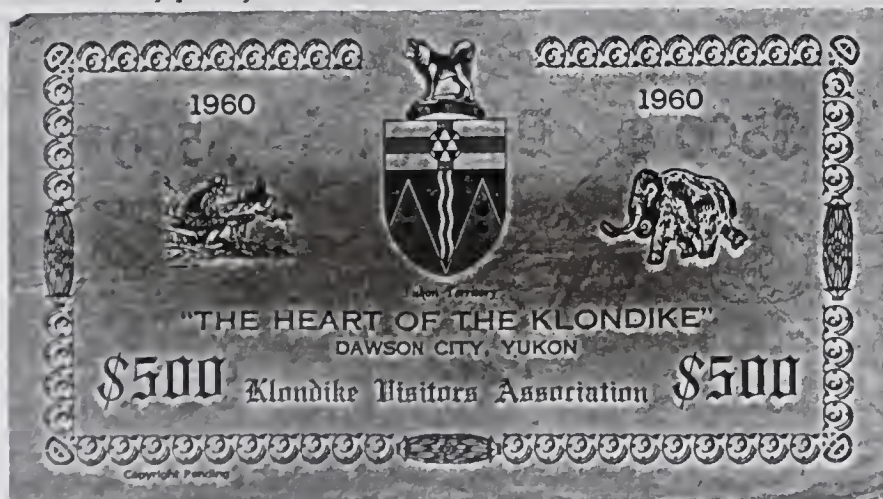 1960 1960
Yukon Territory
"THE HEART OF THE KLONDIKE"
DAWSON CITY, YUKON
$500 Klondike Visitors Association $500
Copyright Pending